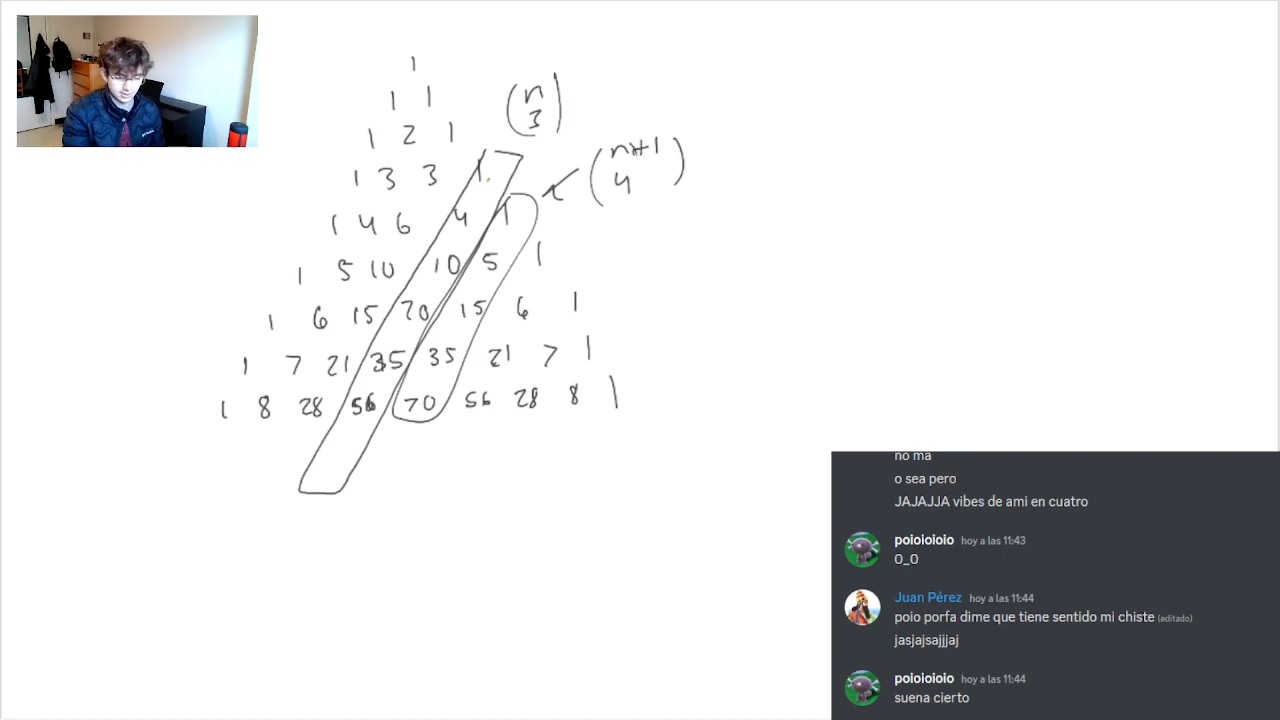 1
1 1
1 2 1
1 3 3 1
1 4 6 4 1
1 5 10 10 5 1
1 6 15 20 15 6 1
1 7 21 35 35 21 7 1
1 8 28 56 70 56 28 8 1
(n
3)
(n+1
4)
no ma
o sea pero
JAJAJJA vibes de ami en cuatro
poioioioio hoy a las 11:43
O_O
Juan Pérez hoy a las 11:44
poio porfa dime que tiene sentido mi chiste (editado)
jasjajsajjjaj
poioioioio hoy a las 11:44
suena cierto